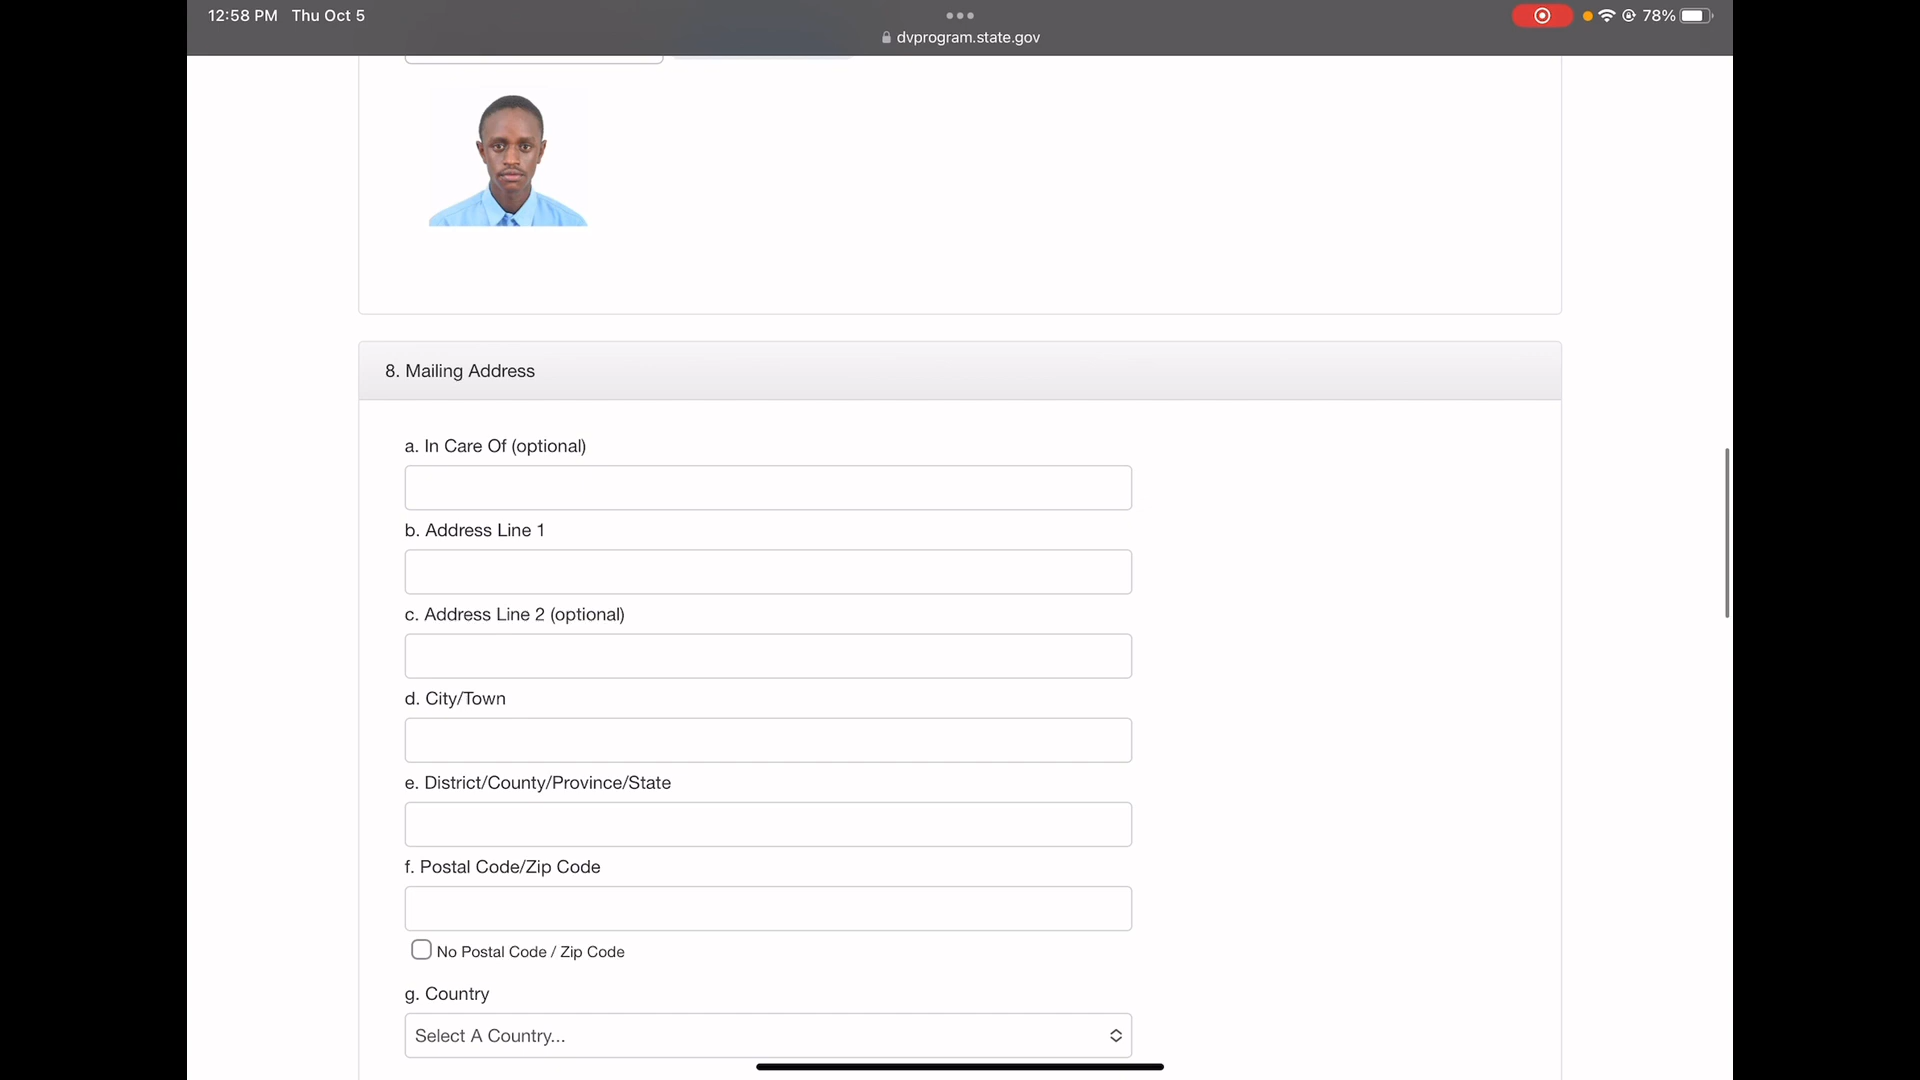 12:58 PM Thu Oct 5
78%
dvprogram.state.gov
8. Mailing Address
a. In Care Of (optional)
b. Address Line 1
c. Address Line 2 (optional)
d. City/Town
e. District/County/Province/State
f. Postal Code/Zip Code
No Postal Code / Zip Code
g. Country
Select A Country...